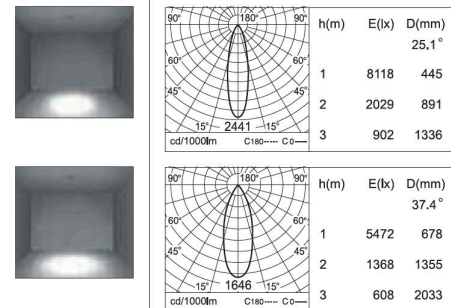 90° 180° 90°
60° 60°
45° 45°
15° 2441 15°
cd/1000lm C180----- C0—
h(m) E(lx) D(mm)
25.1°
1 8118 445
2 2029 891
3 902 1336
90° 180° 90°
60° 60°
45° 45°
15° 1646 15°
cd/1000lm C180----- C0—
h(m) E(lx) D(mm)
37.4°
1 5472 678
2 1368 1355
3 608 2033